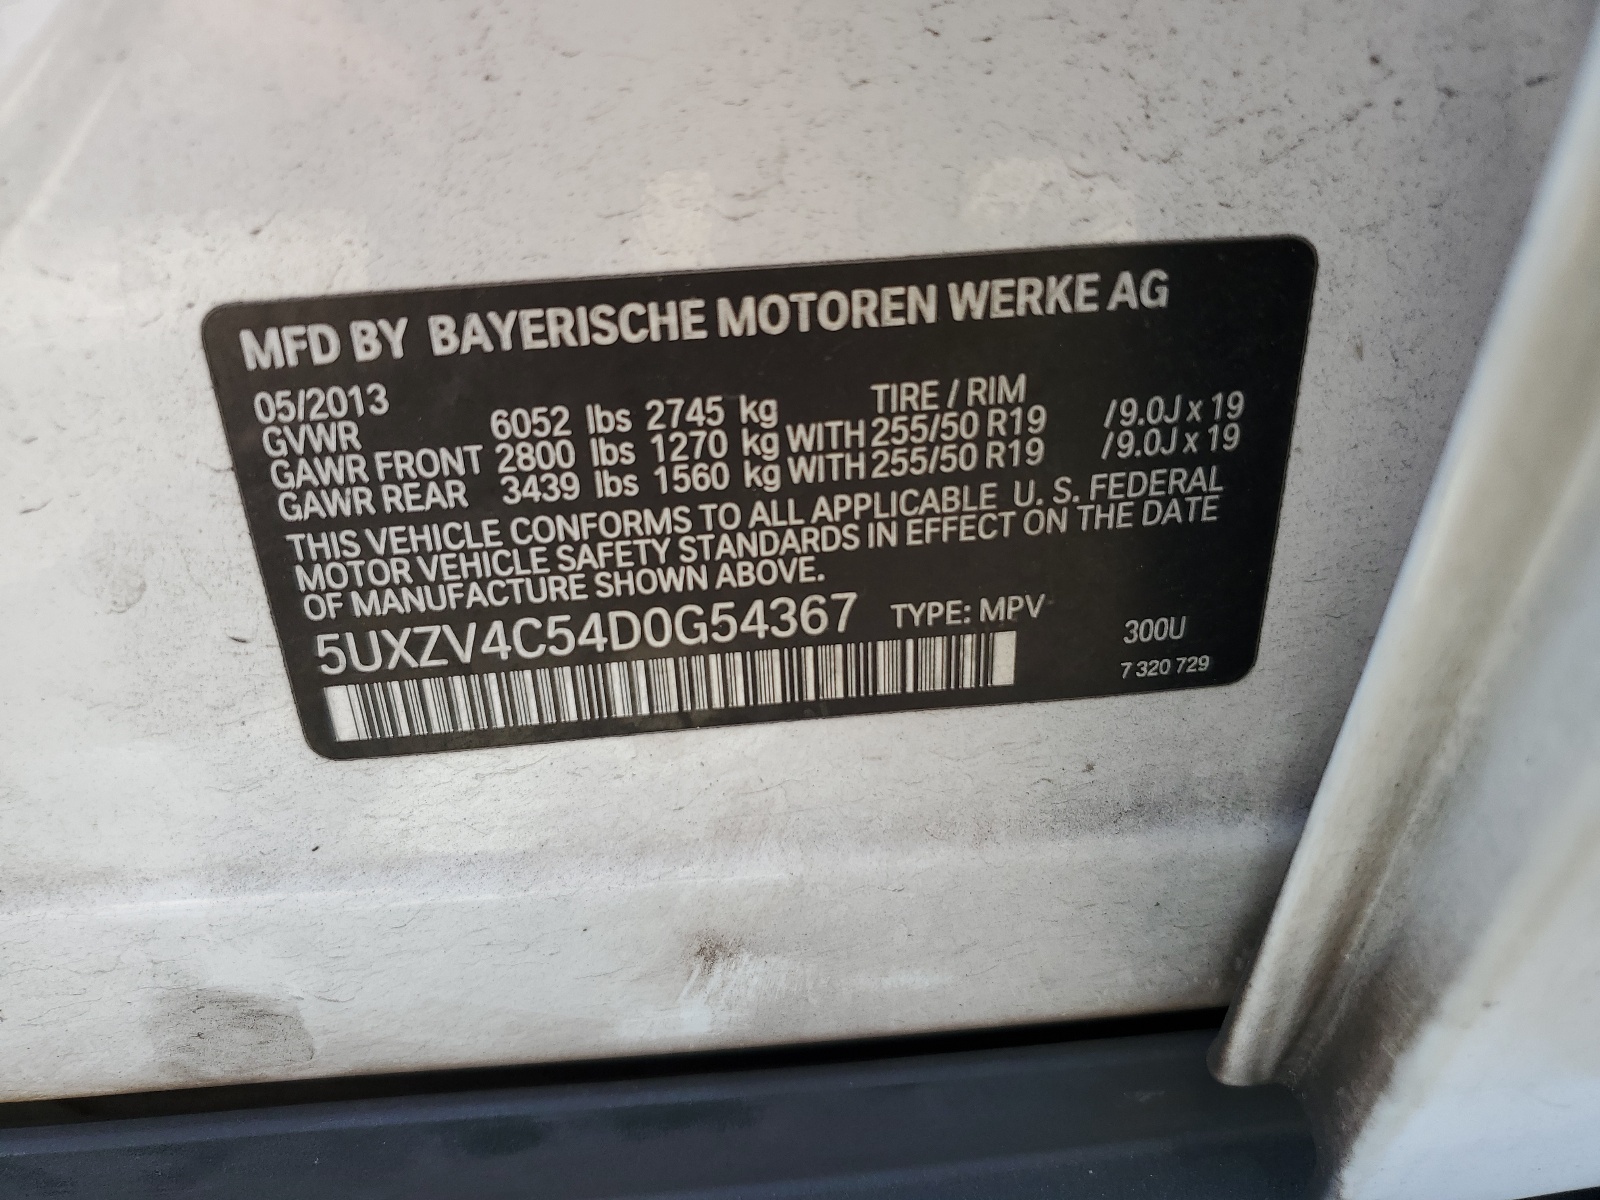 MFD BY BAYERISCHE MOTOREN WERKE AG
05/2013 TIRE / RIM
GVWR 6052 lbs 2745 kg
GAWR FRONT 2800 lbs 1270 kg WITH 255/50 R19 /9.0J x 19
GAWR REAR 3439 lbs 1560 kg WITH 255/50 R19 /9.0J x 19
THIS VEHICLE CONFORMS TO ALL APPLICABLE U. S. FEDERAL
MOTOR VEHICLE SAFETY STANDARDS IN EFFECT ON THE DATE
OF MANUFACTURE SHOWN ABOVE.
5UXZV4C54D0G54367 TYPE: MPV
300U
7 320 729